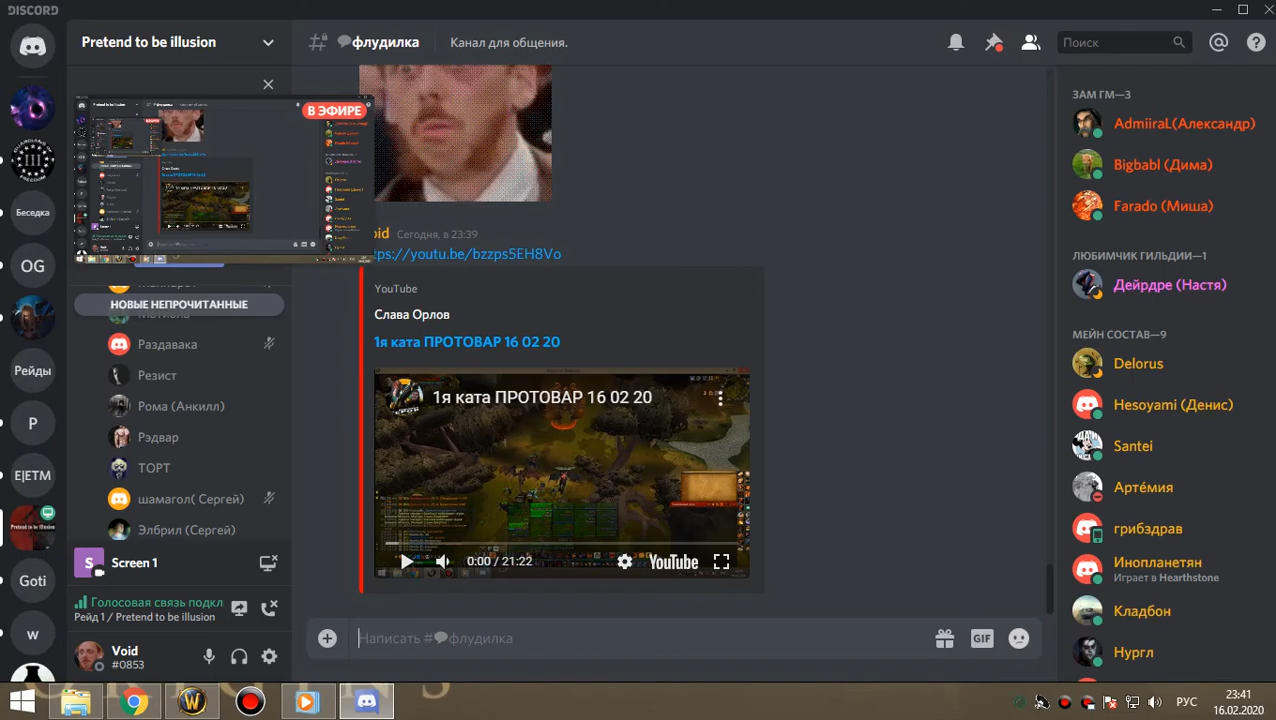 DISCORD
Pretend to be illusion
флудилка
Канал для общения.
Поиск
В ЭФИРЕ
НОВЫЕ НЕПРОЧИТАННЫЕ
Раздавака
Резист
Рома (Анкилл)
Рэдвар
ТОРТ
шамагол( Сергей)
Эзбрил (Сергей)
Беседка
OG
Рейды
P
E|ETM
Goti
w
S
Screen 1
Голосовая связь подкл
Рейд 1 / Pretend to be illusion
Void
#0853
Сегодня, в 23:39
tps://youtu.be/bzzps5EH8Vo
YouTube
Слава Орлов
1я ката ПРОТОВАР 16 02 20
1я ката ПРОТОВАР 16 02 20
0:00 / 21:22
YouTube
Написать #флудилка
GIF
ЗАМ ГМ—3
AdmiiraL(Александр)
Bigbabl (Дима)
Farado (Миша)
ЛЮБИМЧИК ГИЛЬДИИ—1
Дейрдре (Настя)
МЕЙН СОСТАВ—9
Delorus
Hesoyami (Денис)
Santei
Артёмия
Грибздрав
Инопланетян
Играет в Hearthstone
Кладбон
Нургл
РУС
23:41
16.02.2020